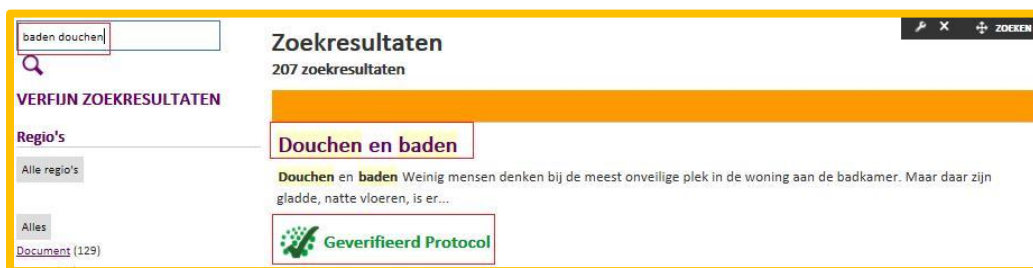 baden douchen
VERFIJN ZOEKRESULTATEN
Regio's
Alle regio's
Alles
Document (129)
ZOEKEN
Zoekresultaten
207 zoekresultaten
Douchen en baden
Douchen en baden Weinig mensen denken bij de meest onveilige plek in de woning aan de badkamer. Maar daar zijn
gladde, natte vloeren, is er...
Geverifieerd Protocol